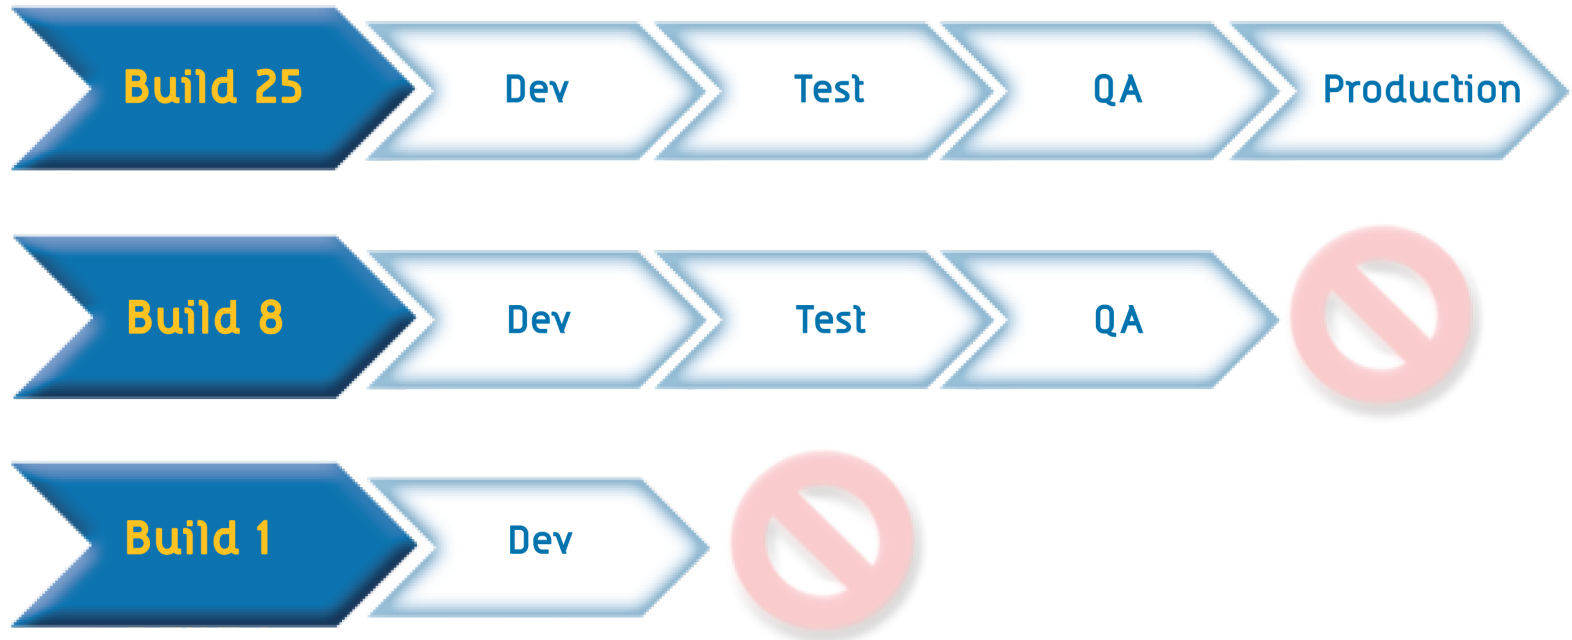 Build 25 Dev Test QA Production
Build 8 Dev Test QA
Build 1 Dev